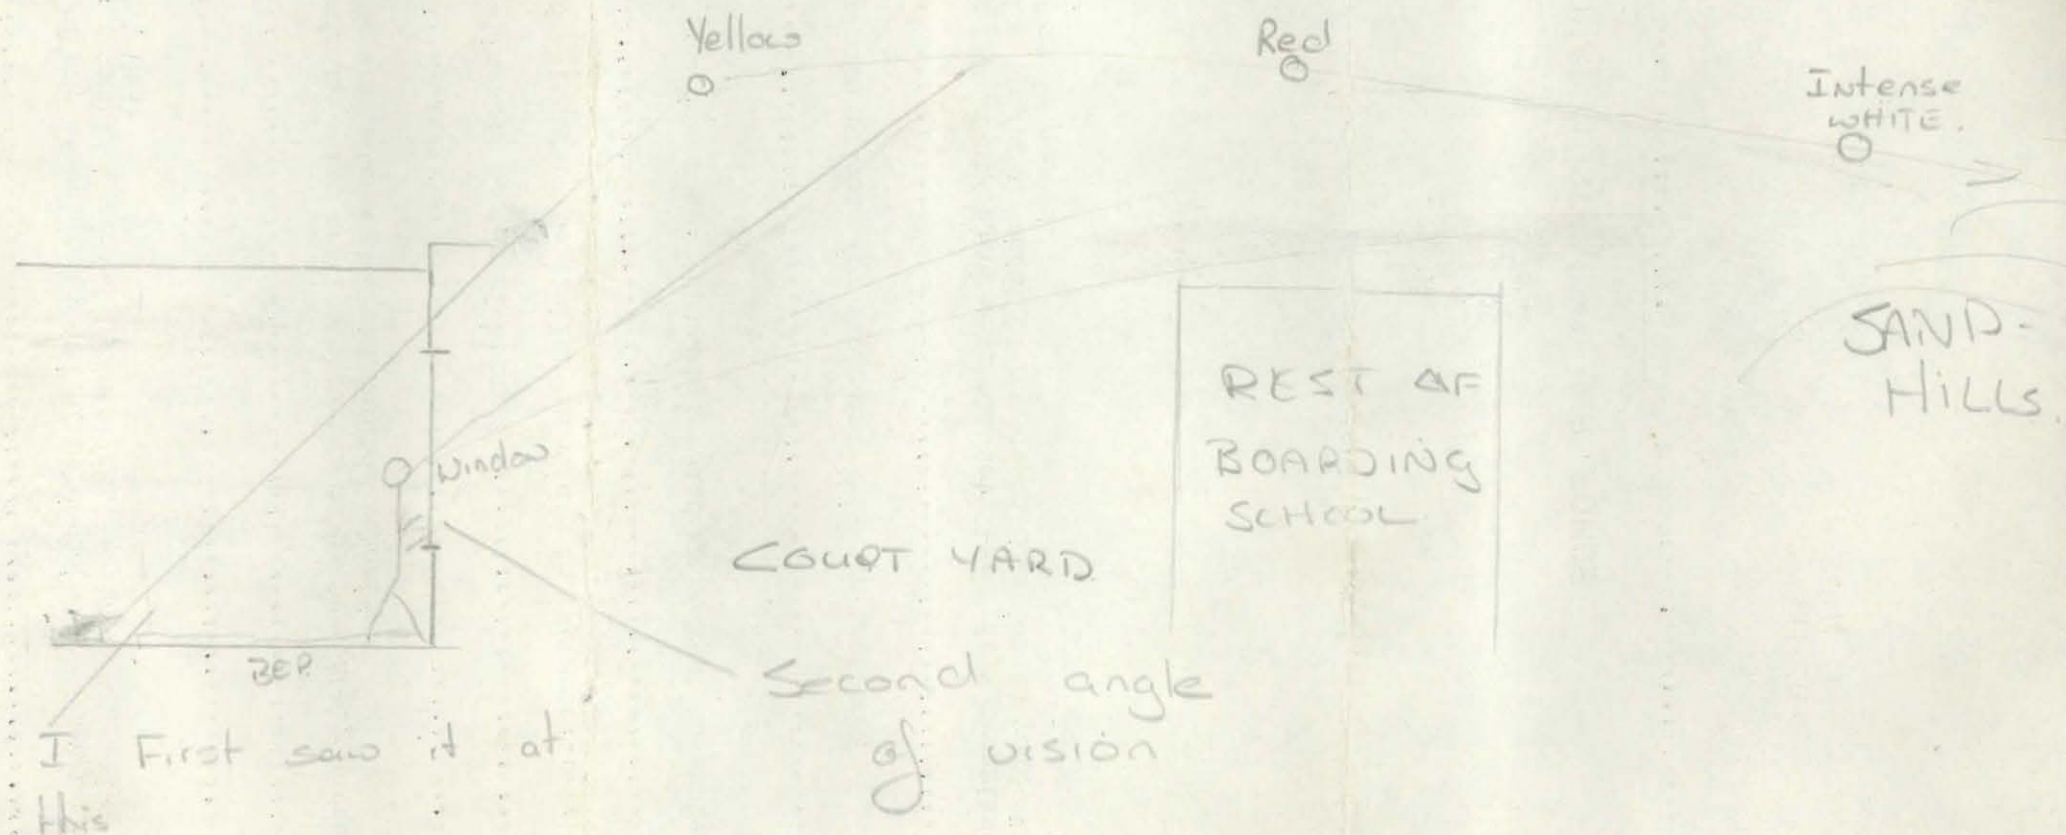 Yellow
Red
Intense
WHITE.
SAND-
HILLS.
REST OF
BOARDING
SCHOOL
Window
COURT YARD
BED
Second angle
of vision
I First saw it at
this